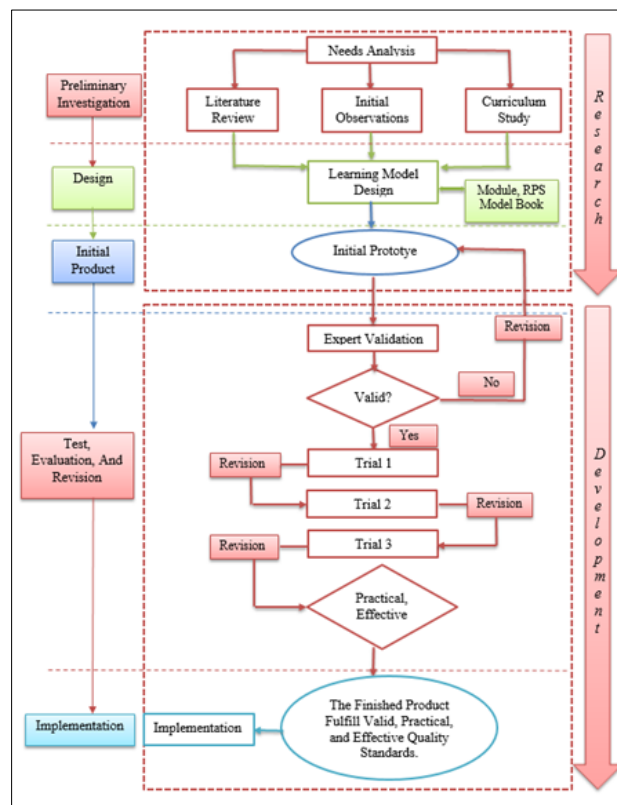 Needs Analysis
Preliminary
Investigation
Literature
Review
Initial
Observations
Curriculum
Study
Research
Design
Learning Model
Design
Module, RPS
Model Book
Initial
Product
Initial Prototye
Expert Validation
Revision
Valid?
No
Yes
Test,
Evaluation, And
Revision
Revision
Trial 1
Trial 2
Revision
Revision
Trial 3
Practical,
Effective
Development
Implementation
Implementation
The Finished Product
Fulfill Valid, Practical,
and Effective Quality
Standards.